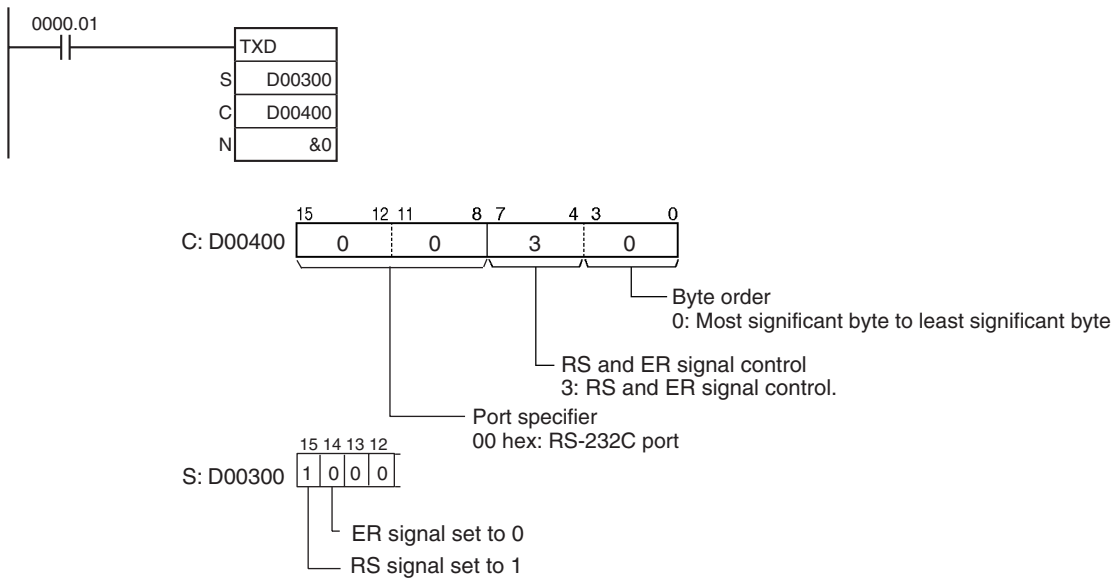 0000.01
TXD
S D00300
C D00400
N &0
15 12 11 8 7 4 3 0
C: D00400 0 0 3 0
Byte order
0: Most significant byte to least significant byte
RS and ER signal control
3: RS and ER signal control.
Port specifier
00 hex: RS-232C port
15 14 13 12
S: D00300 1 0 0 0
ER signal set to 0
RS signal set to 1